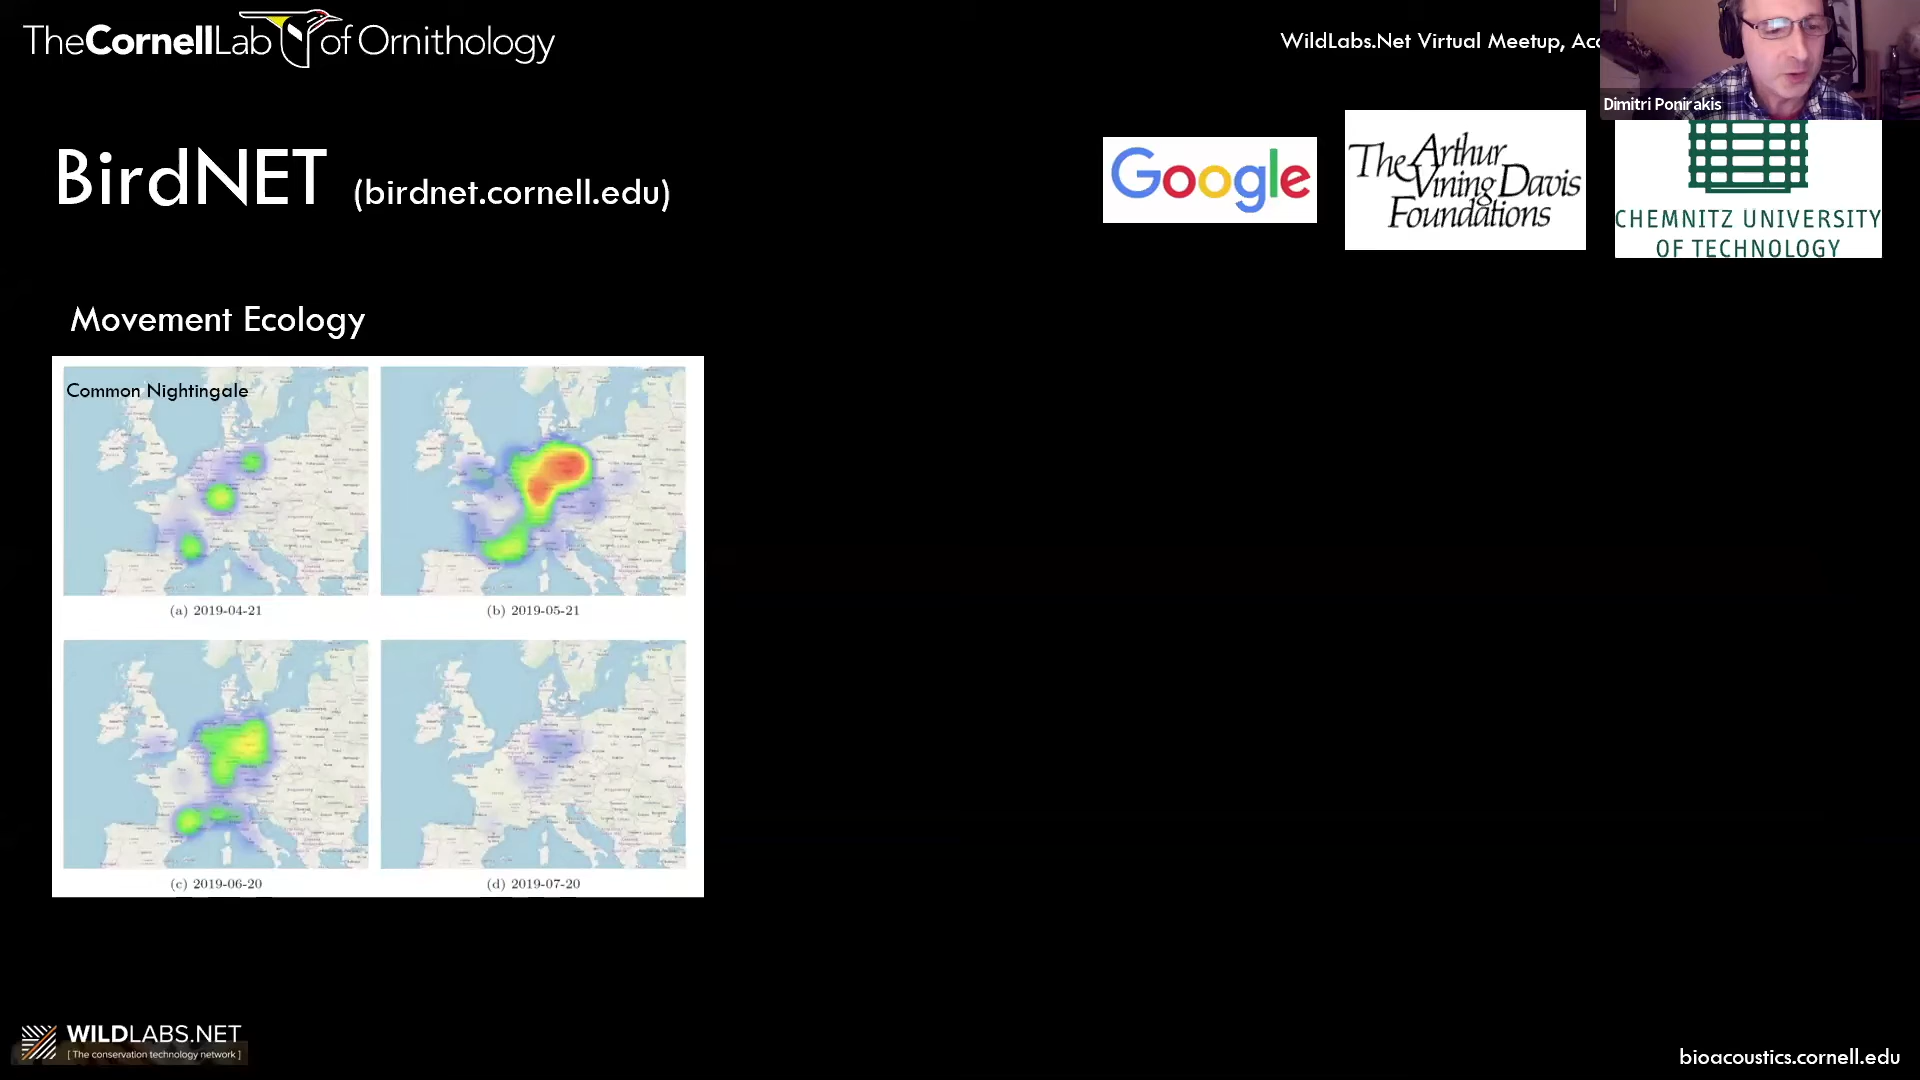 TheCornellLab of Ornithology
WildLabs.Net Virtual Meetup,
Dimitri Ponirakis
BirdNET (birdnet.cornell.edu)
Google
The Arthur
Vining Davis
Foundations
CHEMNITZ UNIVERSITY
OF TECHNOLOGY
Movement Ecology
Common Nightingale
(a) 2019-04-21
(b) 2019-05-21
(c) 2019-06-20
(d) 2019-07-20
WILDLABS.NET
[ The conservation technology network ]
bioacoustics.cornell.edu